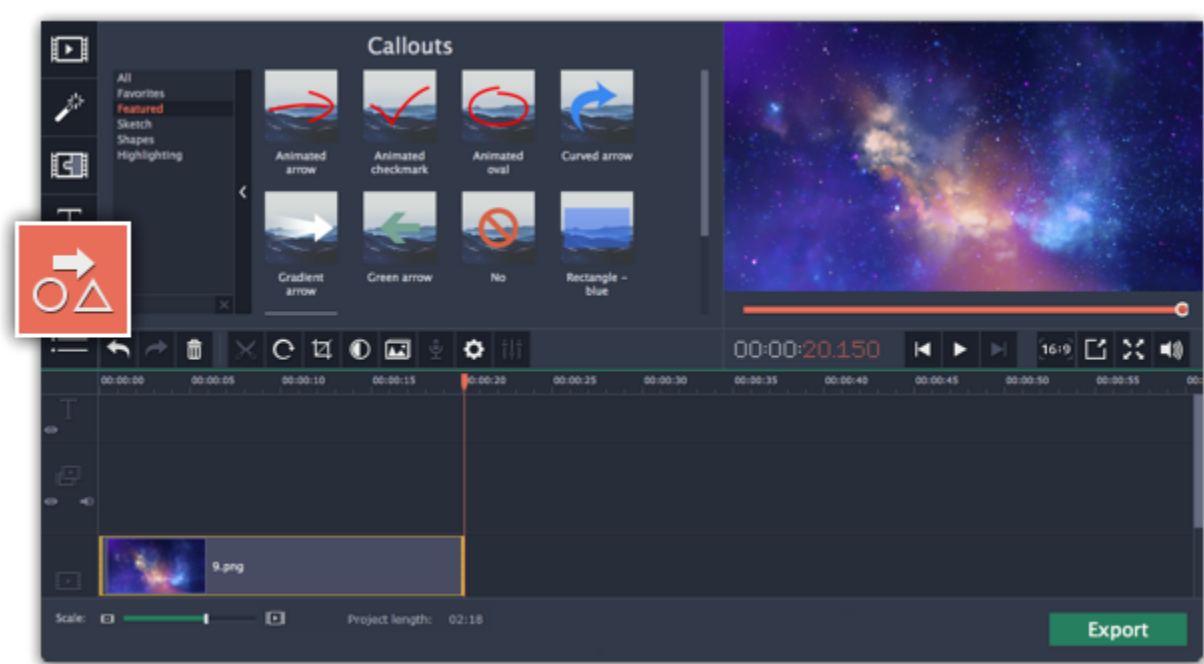 Callouts
All
Favorites
Featured
Sketch
Shapes
Highlighting
Animated
arrow
Animated
checkmark
Animated
oval
Curved arrow
Gradient
arrow
Green arrow
No
Rectangle –
blue
00:00:20.150
16:9
00:00:00 00:00:05 00:00:10 00:00:15 0:00:20 00:00:25 00:00:30 00:00:35 00:00:40 00:00:45 00:00:50 00:00:55 00:
T
9.png
Scale:
Project length: 02:18
Export